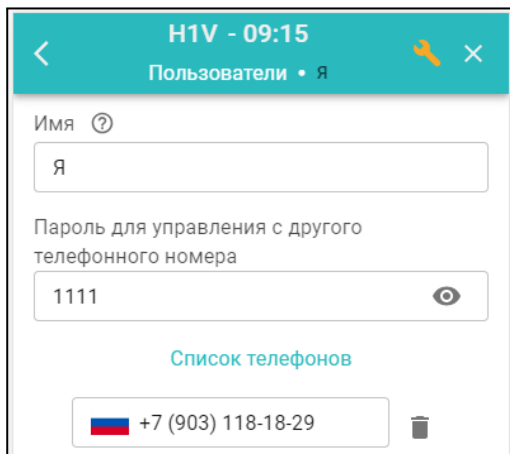 H1V - 09:15
Пользователи • Я
Имя
Я
Пароль для управления с другого
телефонного номера
1111
Список телефонов
+7 (903) 118-18-29